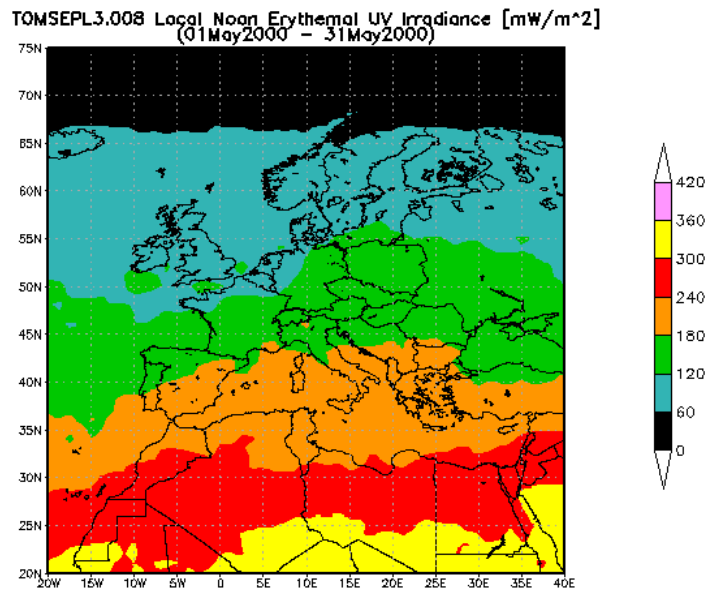 TOMSEPL3.008 Local Noon Erythemal UV Irradiance [mW/m^2]
(01May2000 - 31May2000)
75N
70N
65N
60N
55N
50N
45N
40N
35N
30N
25N
20N
20W 15W 10W 5W 0 5E 10E 15E 20E 25E 30E 35E 40E
420
360
300
240
180
120
60
0